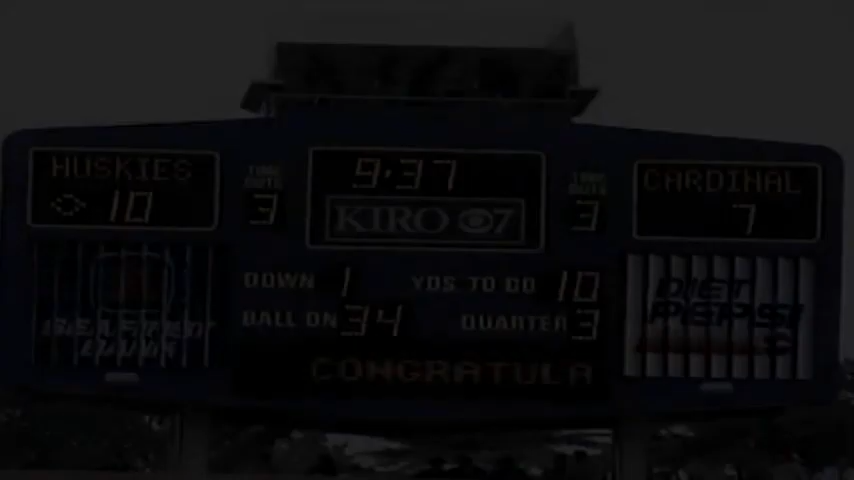 HUSKIES
10
TIME
OUTS
3
9:37
KIRO 7
TIME
OUTS
3
CARDINAL
7
DOWN 1 YDS TO GO 10
BALL ON 34 QUARTER 3
DIET
PEPSI
CONGRATULA